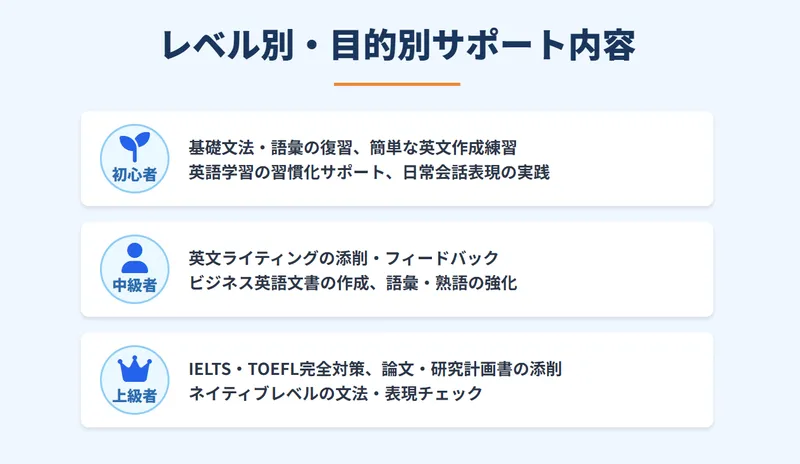 レベル別・目的別サポート内容
初心者
基礎文法・語彙の復習、簡単な英文作成練習
英語学習の習慣化サポート、日常会話表現の実践
中級者
英文ライティングの添削・フィードバック
ビジネス英語文書の作成、語彙・熟語の強化
上級者
IELTS・TOEFL完全対策、論文・研究計画書の添削
ネイティブレベルの文法・表現チェック